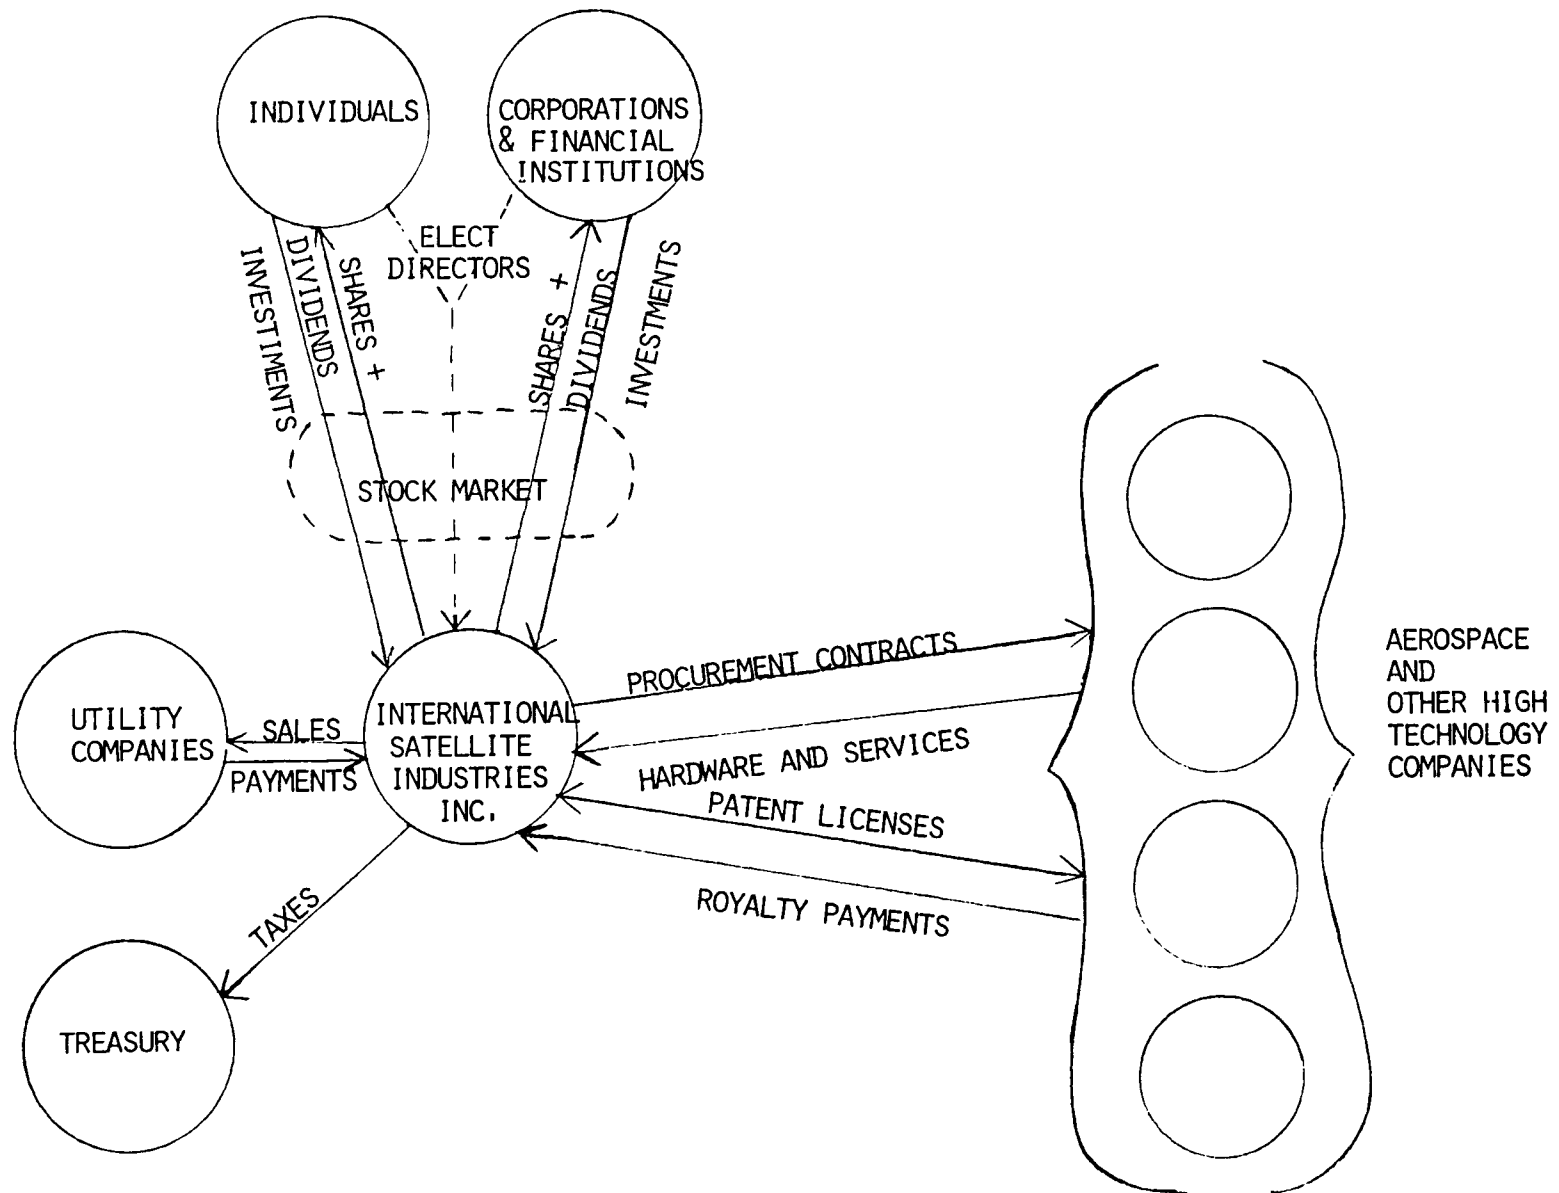 INDIVIDUALS
CORPORATIONS
& FINANCIAL
INSTITUTIONS
ELECT
DIRECTORS
INVESTIMENTS
DIVIDENDS
SHARES +
SHARES +
DIVIDENDS
INVESTMENTS
STOCK MARKET
UTILITY
COMPANIES
SALES
PAYMENTS
INTERNATIONAL
SATELLITE
INDUSTRIES
INC.
PROCUREMENT CONTRACTS
HARDWARE AND SERVICES
PATENT LICENSES
ROYALTY PAYMENTS
AEROSPACE
AND
OTHER HIGH
TECHNOLOGY
COMPANIES
TAXES
TREASURY